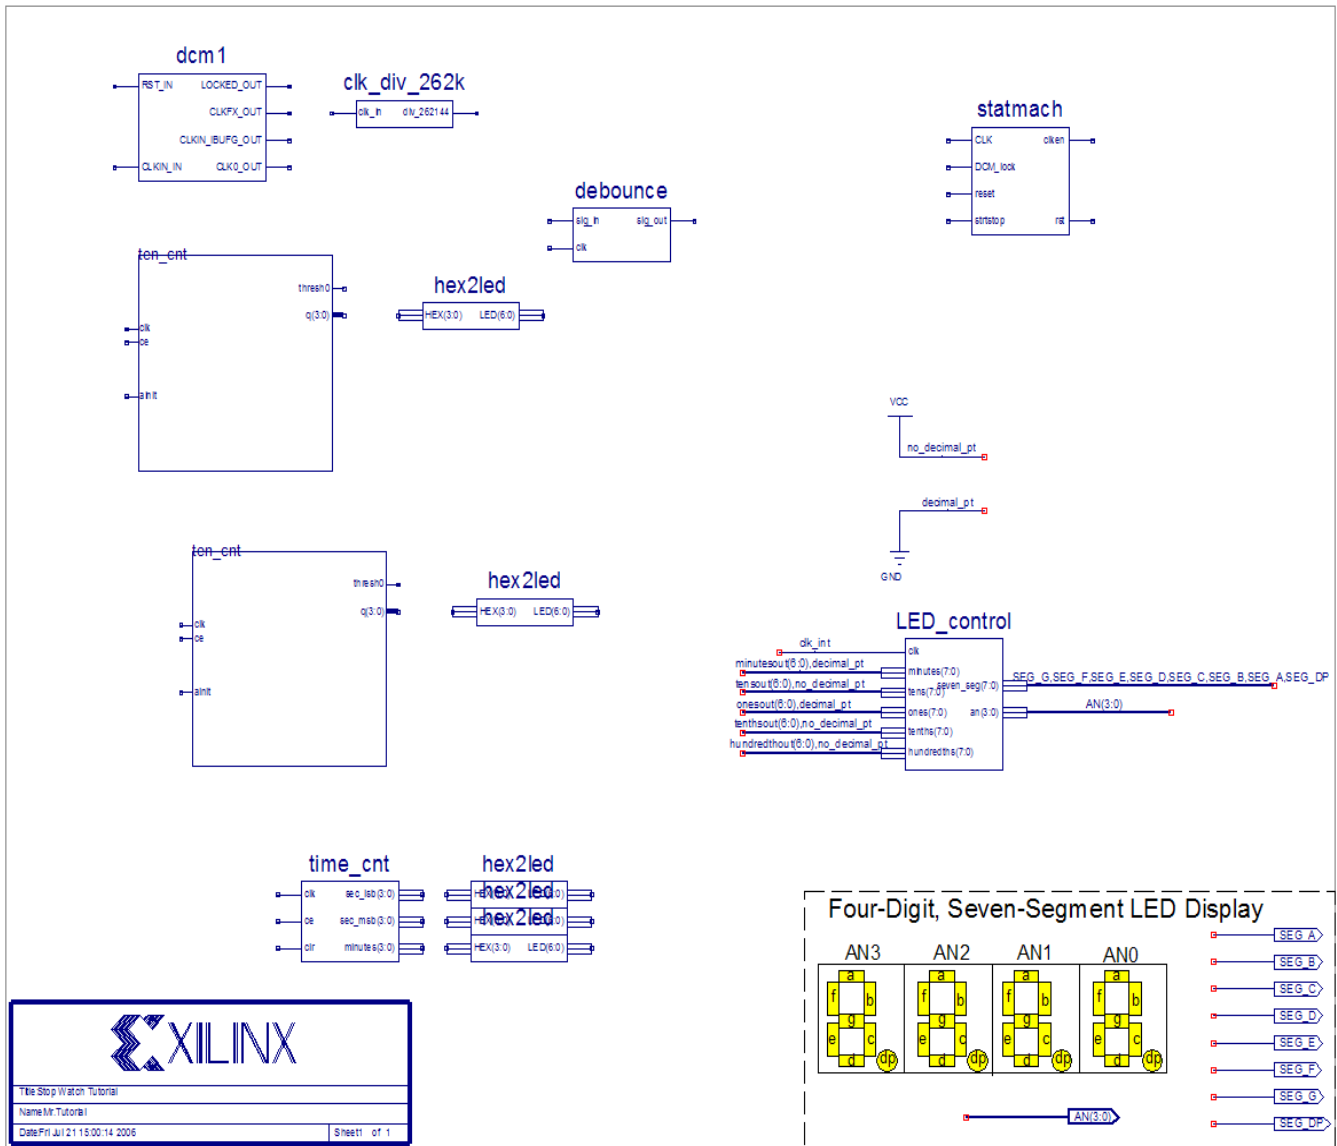 dcm1
RST_IN LOCKED_OUT
CLKFX_OUT
CLKIN_IBUFG_OUT
CLKIN_IN CLK0_OUT
clk_div_262k
clk_in div_262144
statmach
CLK clken
DCM_lock
reset
strtstop rst
debounce
sig_in sig_out
clk
ten_cnt
thresh0
q(3:0)
clk
ce
ainit
hex2led
HEX(3:0) LED(6:0)
VCC
no_decimal_pt
decimal_pt
GND
ten_cnt
thresh0
q(3:0)
clk
ce
ainit
hex2led
HEX(3:0) LED(6:0)
LED_control
clk_int
clk
minutesout(6:0),decimal_pt
minutes(7:0)
tensout(6:0),no_decimal_pt
tens(7:0)
onesout(6:0),decimal_pt
ones(7:0)
tenthsout(6:0),no_decimal_pt
tenths(7:0)
hundredthout(6:0),no_decimal_pt
hundredths(7:0)
seven_seg(7:0)
SEG_G,SEG_F,SEG_E,SEG_D,SEG_C,SEG_B,SEG_A,SEG_DP
an(3:0)
AN(3:0)
time_cnt
clk sec_lsb(3:0)
ce sec_msb(3:0)
clr minutes(3:0)
hex2led
hex2led
hex2led
HEX(3:0) LED(6:0)
Four-Digit, Seven-Segment LED Display
AN3 AN2 AN1 AN0
a a a a
f b f b f b f b
g g g g
e c e c e c e c
d dp d dp d dp d dp
AN(3:0)
SEG_A
SEG_B
SEG_C
SEG_D
SEG_E
SEG_F
SEG_G
SEG_DP
XILINX
Title:Stop Watch Tutorial
Name:Mr.Tutorial
Date:Fri Jul 21 15:00:14 2006 Sheet1 of 1